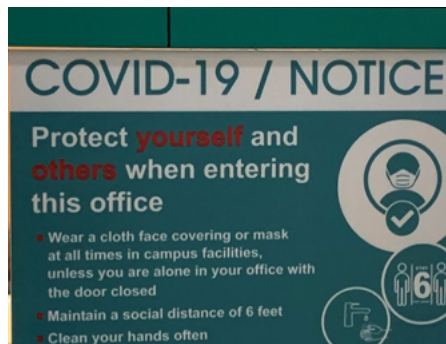 COVID-19 / NOTICE
Protect yourself and
others when entering
this office
Wear a cloth face covering or mask
at all times in campus facilities,
unless you are alone in your office with
the door closed
Maintain a social distance of 6 feet
Clean your hands often
6